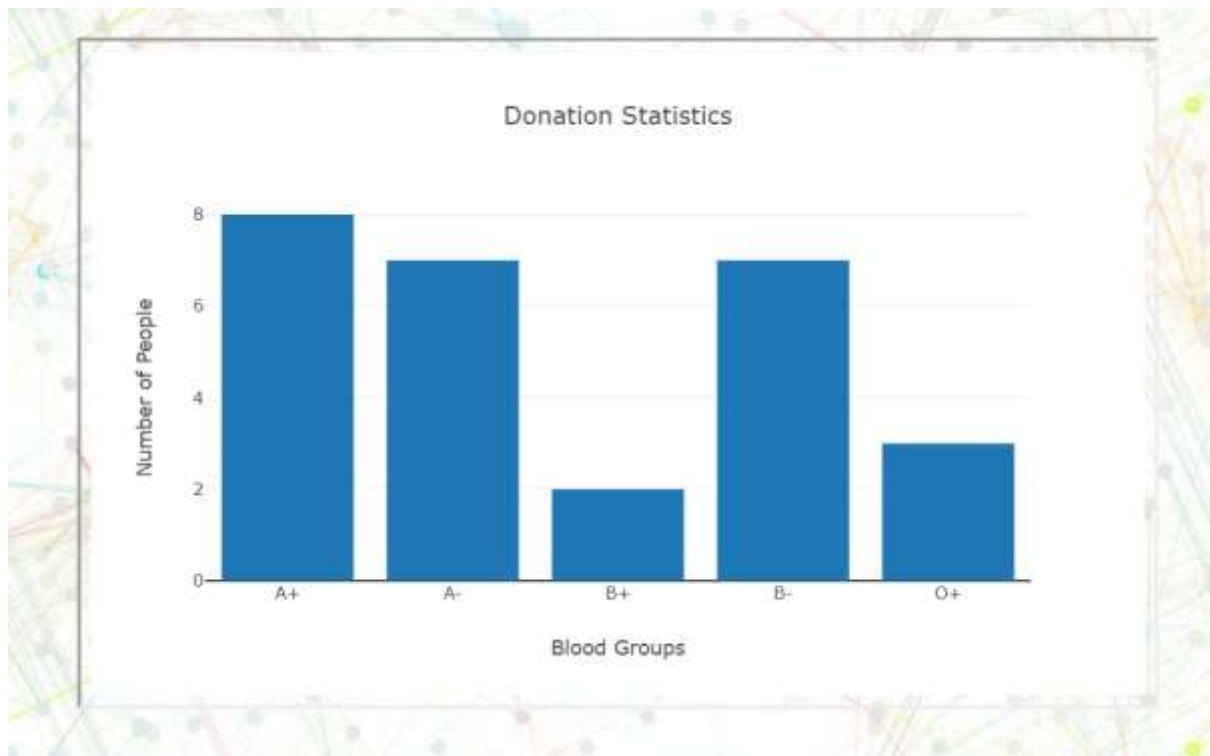 Donation Statistics
8
6
4
2
0
Number of People
A+ A- B+ B- O+
Blood Groups